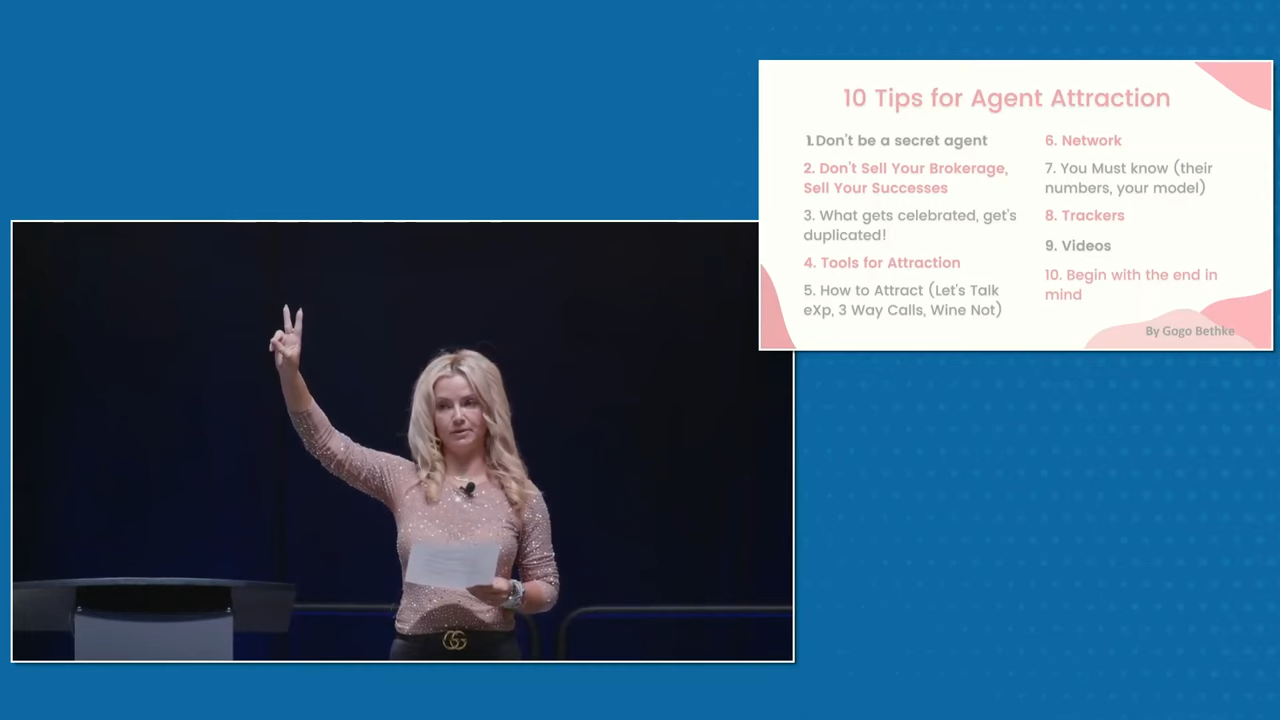 10 Tips for Agent Attraction
1. Don't be a secret agent
2. Don't Sell Your Brokerage,
Sell Your Successes
3. What gets celebrated, get's
duplicated!
4. Tools for Attraction
5. How to Attract (Let's Talk
eXp, 3 Way Calls, Wine Not)
6. Network
7. You Must know (their
numbers, your model)
8. Trackers
9. Videos
10. Begin with the end in
mind
By Gogo Bethke